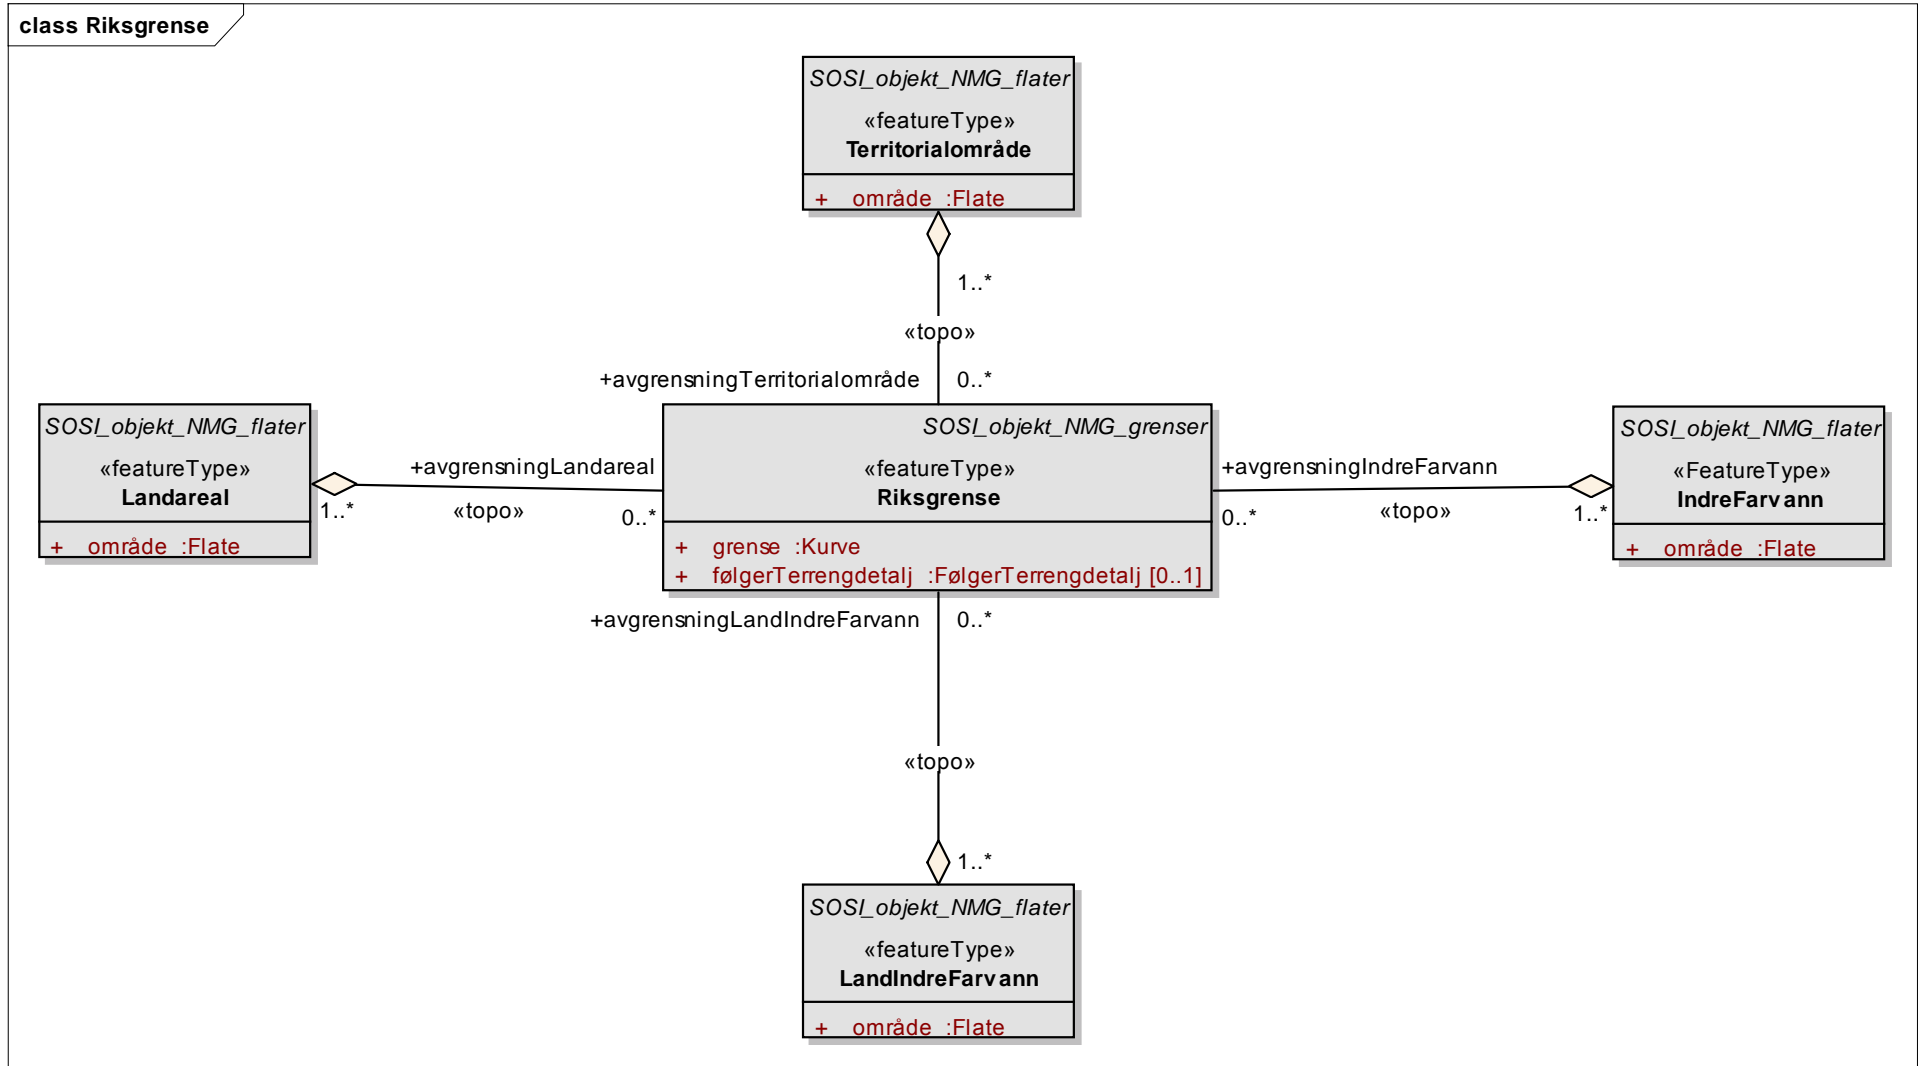 class Riksgrense
SOSI_objekt_NMG_flater
«featureType»
Territorialområde
+ område :Flate
1..*
«topo»
+avgrensningTerritorialområde 0..*
SOSI_objekt_NMG_flater
«featureType»
Landareal
+ område :Flate
+avgrensningLandareal
1..* «topo» 0..*
SOSI_objekt_NMG_grenser
«featureType»
Riksgrense
+ grense :Kurve
+ følgerTerrengdetalj :FølgerTerrengdetalj [0..1]
+avgrensningIndreFarvann
0..* «topo» 1..*
SOSI_objekt_NMG_flater
«FeatureType»
IndreFarvann
+ område :Flate
+avgrensningLandIndreFarvann 0..*
«topo»
1..*
SOSI_objekt_NMG_flater
«featureType»
LandIndreFarvann
+ område :Flate